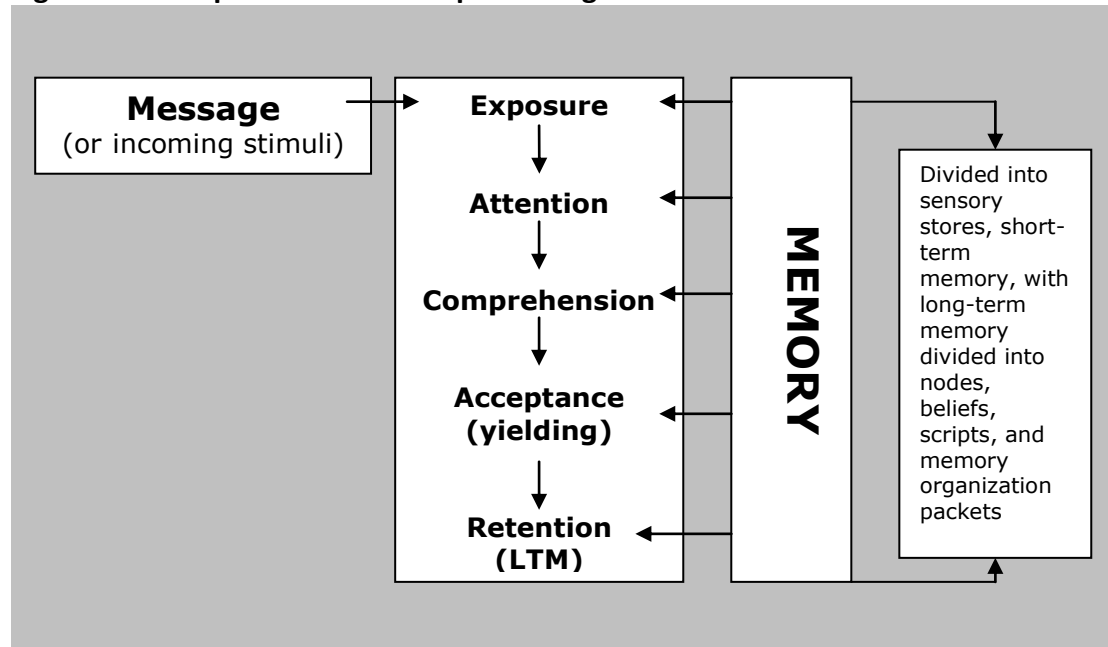 Message
(or incoming stimuli)
Exposure
Attention
Comprehension
Acceptance
(yielding)
Retention
(LTM)
MEMORY
Divided into
sensory
stores, short-
term
memory, with
long-term
memory
divided into
nodes,
beliefs,
scripts, and
memory
organization
packets